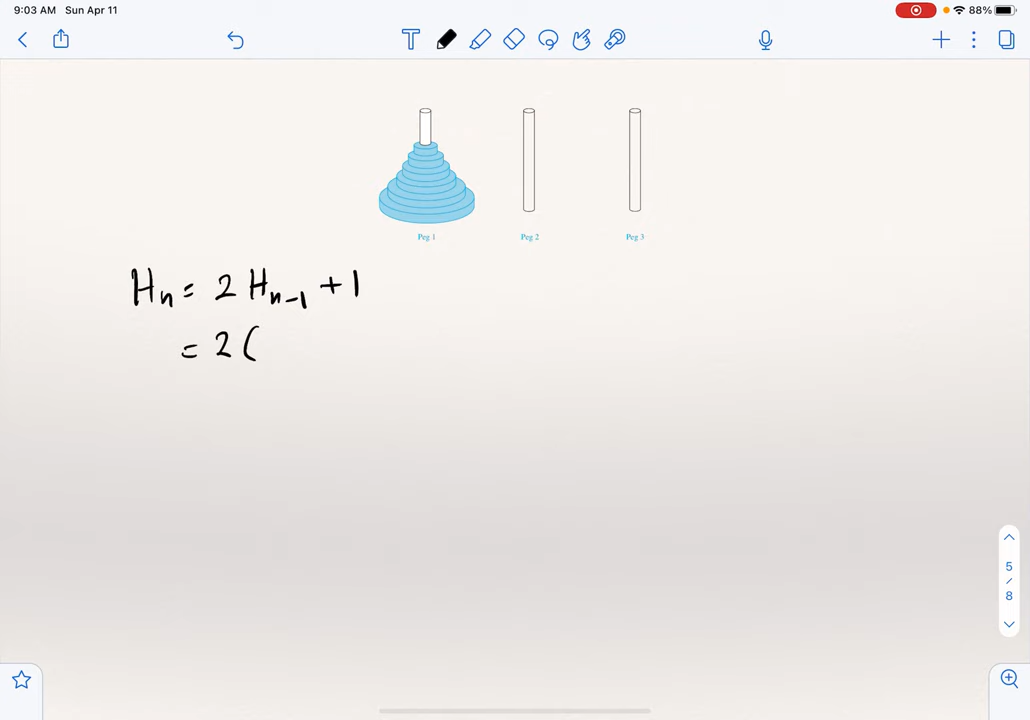 9:03 AM Sun Apr 11 88%
T
Peg 1 Peg 2 Peg 3
Hₙ = 2 Hₙ₋₁ + 1
= 2 (
5
/
8